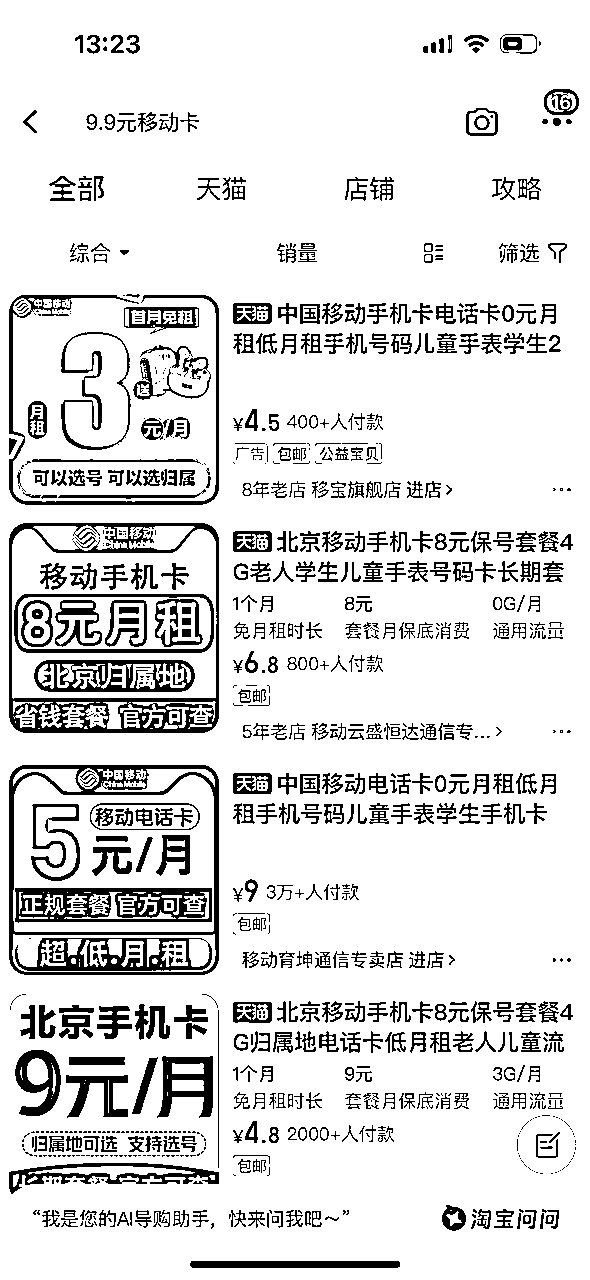 13:23
9.9元移动卡
16
全部 天猫 店铺 攻略
综合 销量 筛选
中国移动
首月免租
月租 3 元/月
送
可以选号 可以选归属
天猫 中国移动手机卡电话卡0元月
租低月租手机号码儿童手表学生2
¥4.5 400+人付款
广告 包邮 公益宝贝
8年老店 移宝旗舰店 进店>
中国移动
China Mobile
移动手机卡
8元月租
北京归属地
省钱套餐 官方可查
天猫 北京移动手机卡8元保号套餐4
G老人学生儿童手表号码卡长期套
1个月 8元 0G/月
免月租时长 套餐月保底消费 通用流量
¥6.8 800+人付款
包邮
5年老店 移动云盛恒达通信专... >
中国移动
China Mobile
移动电话卡
5元/月
正规套餐 官方可查
超.低.月.租
天猫 中国移动电话卡0元月租低月
租手机号码儿童手表学生手机卡
¥9 3万+人付款
包邮
移动育坤通信专卖店 进店>
北京手机卡
9元/月
归属地可选 支持选号
长期套餐 官方可查
天猫 北京移动手机卡8元保号套餐4
G归属地电话卡低月租老人儿童流
1个月 9元 3G/月
免月租时长 套餐月保底消费 通用流量
¥4.8 2000+人付款
包邮
“我是您的AI导购助手，快来问我吧～”
淘宝问问